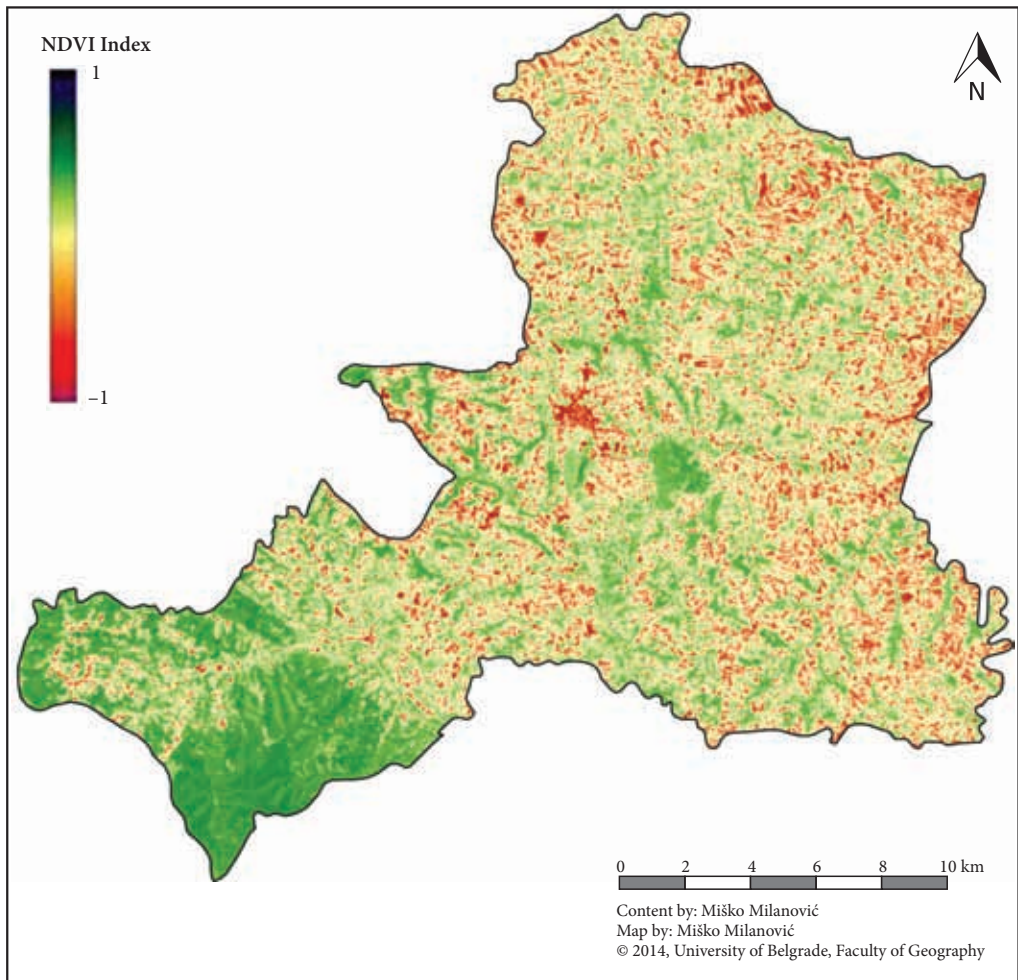 NDVI Index
1
–1
N
0 2 4 6 8 10 km
Content by: Miško Milanović
Map by: Miško Milanović
© 2014, University of Belgrade, Faculty of Geography